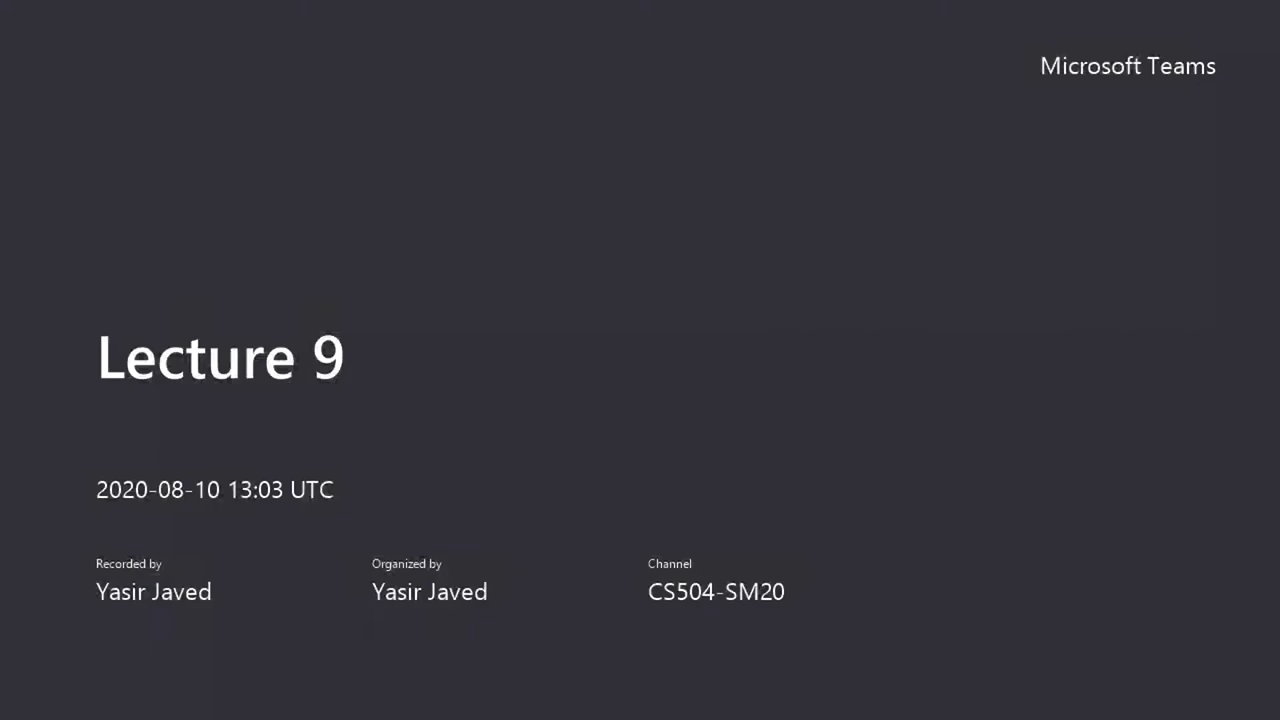 Microsoft Teams
Lecture 9
2020-08-10 13:03 UTC
Recorded by Organized by Channel
Yasir Javed Yasir Javed CS504-SM20